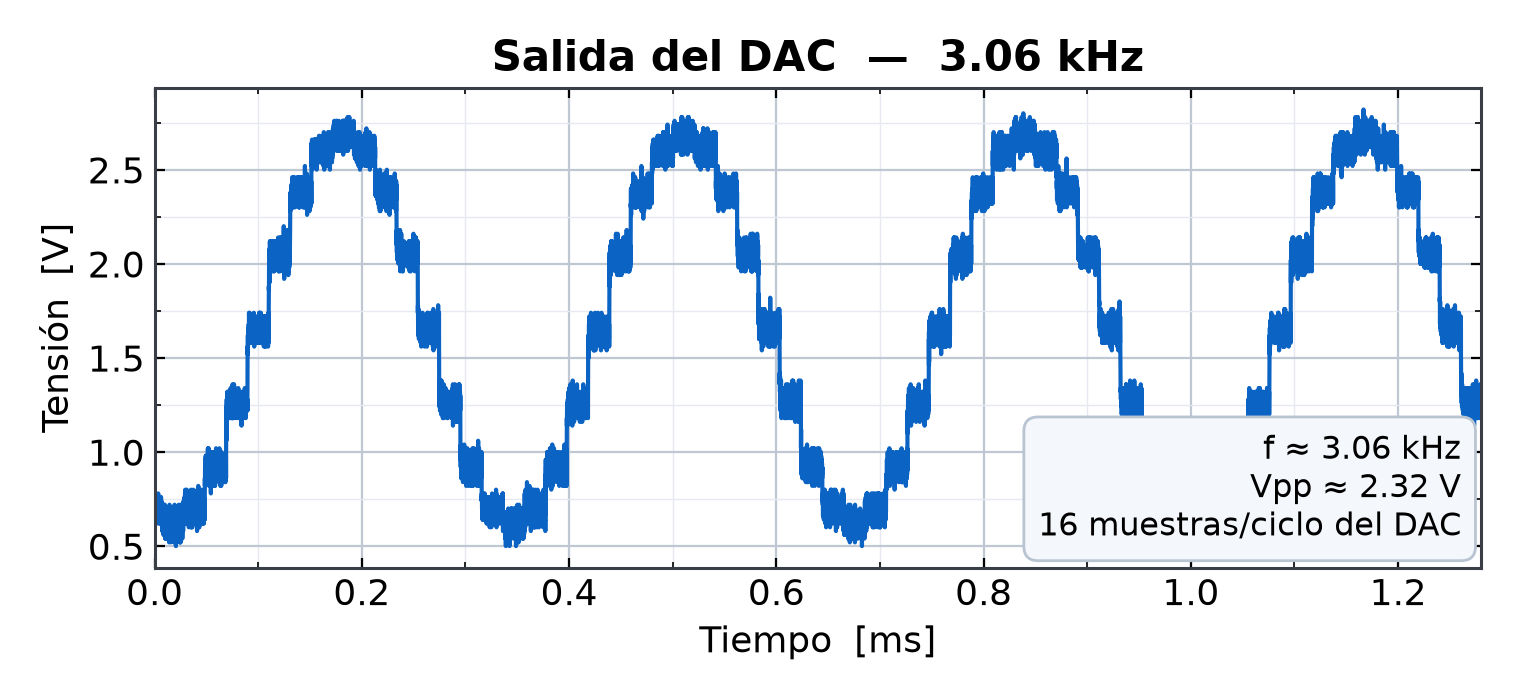 Salida del DAC — 3.06 kHz
Tensión [V]
2.5
2.0
1.5
1.0
0.5
f ≈ 3.06 kHz
Vpp ≈ 2.32 V
16 muestras/ciclo del DAC
0.0 0.2 0.4 0.6 0.8 1.0 1.2
Tiempo [ms]